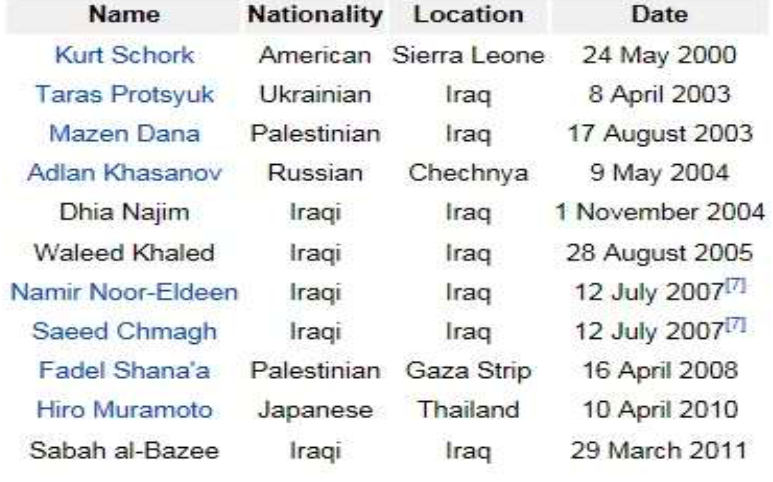 Name Nationality Location Date
Kurt Schork American Sierra Leone 24 May 2000
Taras Protsyuk Ukrainian Iraq 8 April 2003
Mazen Dana Palestinian Iraq 17 August 2003
Adlan Khasanov Russian Chechnya 9 May 2004
Dhia Najim Iraqi Iraq 1 November 2004
Waleed Khaled Iraqi Iraq 28 August 2005
Namir Noor-Eldeen Iraqi Iraq 12 July 2007[7]
Saeed Chmagh Iraqi Iraq 12 July 2007[7]
Fadel Shana'a Palestinian Gaza Strip 16 April 2008
Hiro Muramoto Japanese Thailand 10 April 2010
Sabah al-Bazee Iraqi Iraq 29 March 2011